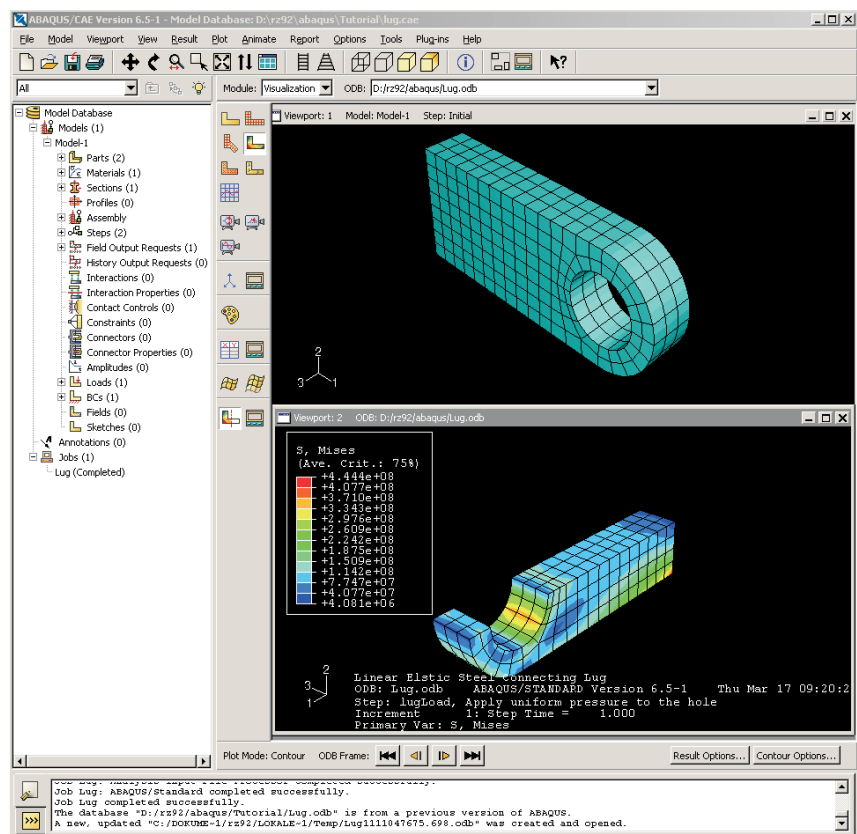 ABAQUS/CAE Version 6.5-1 - Model Database: D:\rz92\abaqus\Tutorial\lug.cae
File Model Viewport View Result Plot Animate Report Options Tools Plug-ins Help
All Module: Visualization ODB: D:/rz92/abaqus/Lug.odb
Model Database
Models (1)
Model-1
Parts (2)
Materials (1)
Sections (1)
Profiles (0)
Assembly
Steps (2)
Field Output Requests (1)
History Output Requests (0)
Interactions (0)
Interaction Properties (0)
Contact Controls (0)
Constraints (0)
Connectors (0)
Connector Properties (0)
Amplitudes (0)
Loads (1)
BCs (1)
Fields (0)
Sketches (0)
Annotations (0)
Jobs (1)
Lug (Completed)
Viewport: 1 Model: Model-1 Step: Initial
2
3 1
Viewport: 2 ODB: D:/rz92/abaqus/Lug.odb
S, Mises
(Ave. Crit.: 75%)
+4.444e+08
+4.077e+08
+3.710e+08
+3.343e+08
+2.976e+08
+2.609e+08
+2.242e+08
+1.875e+08
+1.509e+08
+1.142e+08
+7.747e+07
+4.077e+07
+4.081e+06
2
3
1
Linear Elstic Steel Connecting Lug
ODB: Lug.odb ABAQUS/STANDARD Version 6.5-1 Thu Mar 17 09:20:2
Step: lugLoad, Apply uniform pressure to the hole
Increment 1: Step Time = 1.000
Primary Var: S, Mises
Plot Mode: Contour ODB Frame: Result Options... Contour Options...
Job Lug: Analysis Input File Processor completed successfully.
Job Lug: ABAQUS/Standard completed successfully.
Job Lug completed successfully.
The database "D:/rz92/abaqus/Tutorial/Lug.odb" is from a previous version of ABAQUS.
A new, updated "C:/DOKUME~1/rz92/LOKALE~1/Temp/Lug1111047675.698.odb" was created and opened.